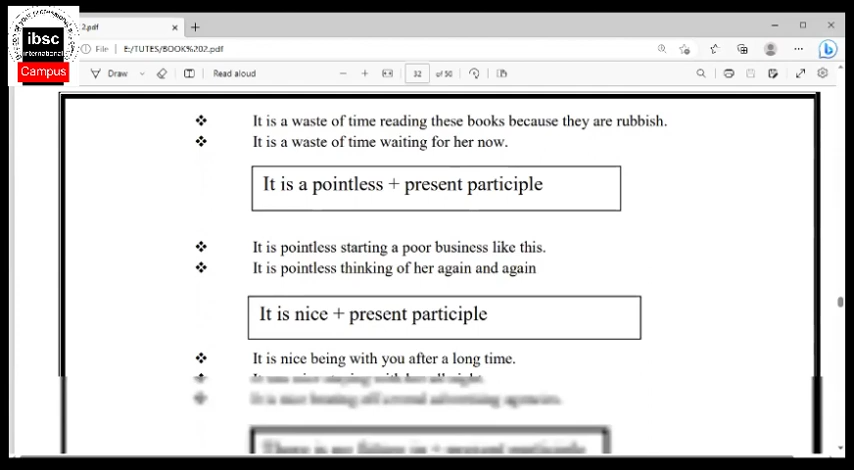 ibsc
international
Campus
2.pdf
File E:/TUTES/BOOK%202.pdf
Draw Read aloud 32 of 50
It is a waste of time reading these books because they are rubbish.
It is a waste of time waiting for her now.
It is a pointless + present participle
It is pointless starting a poor business like this.
It is pointless thinking of her again and again
It is nice + present participle
It is nice being with you after a long time.